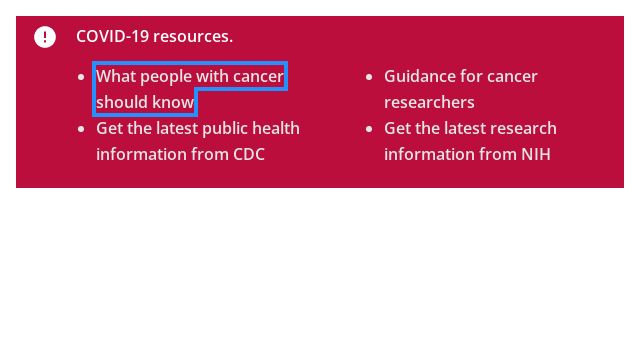 COVID-19 resources.
What people with cancer
should know
Get the latest public health
information from CDC
Guidance for cancer
researchers
Get the latest research
information from NIH